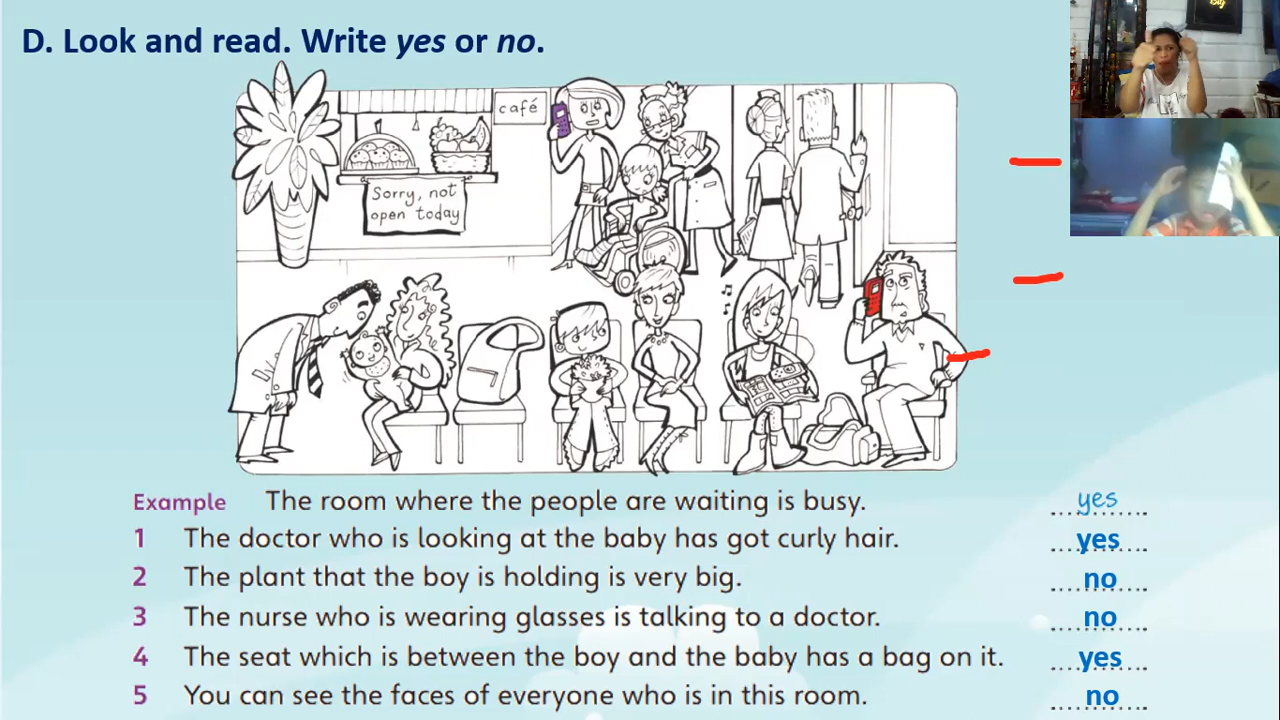 D. Look and read. Write yes or no.
café
Sorry, not
open today
Example The room where the people are waiting is busy. yes
1 The doctor who is looking at the baby has got curly hair. yes
2 The plant that the boy is holding is very big. no
3 The nurse who is wearing glasses is talking to a doctor. no
4 The seat which is between the boy and the baby has a bag on it. yes
5 You can see the faces of everyone who is in this room. no